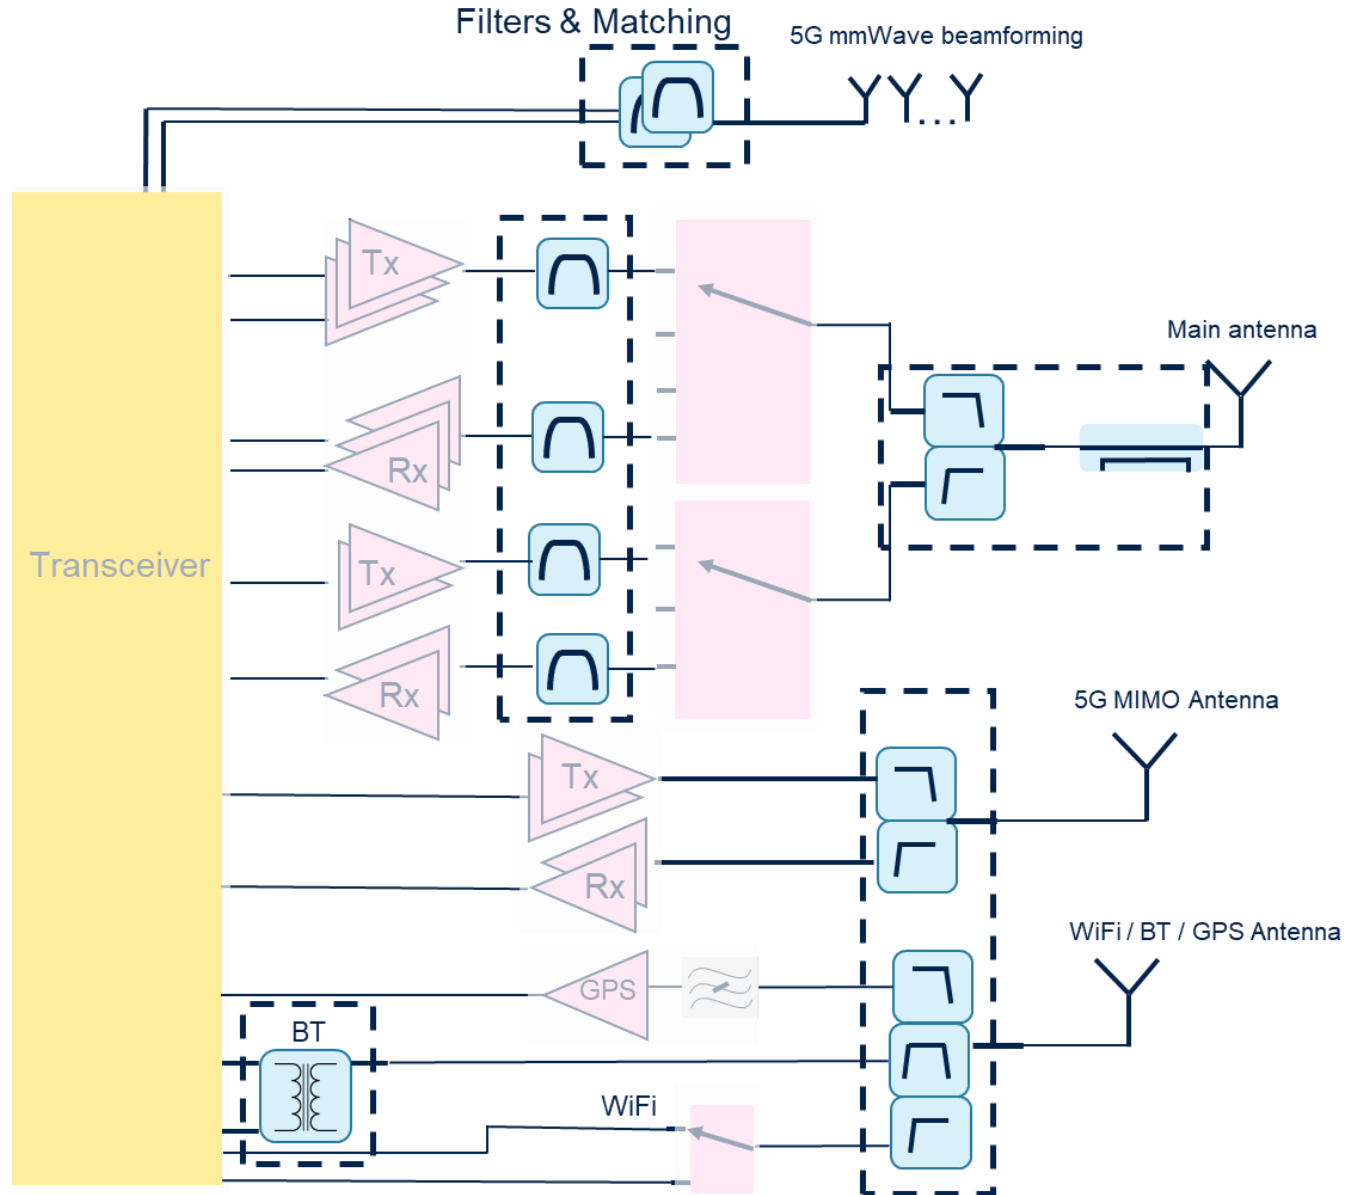 Filters & Matching
5G mmWave beamforming
Tx
Main antenna
Rx
Transceiver
Tx
Rx
5G MIMO Antenna
Tx
Rx
WiFi / BT / GPS Antenna
GPS
BT
WiFi